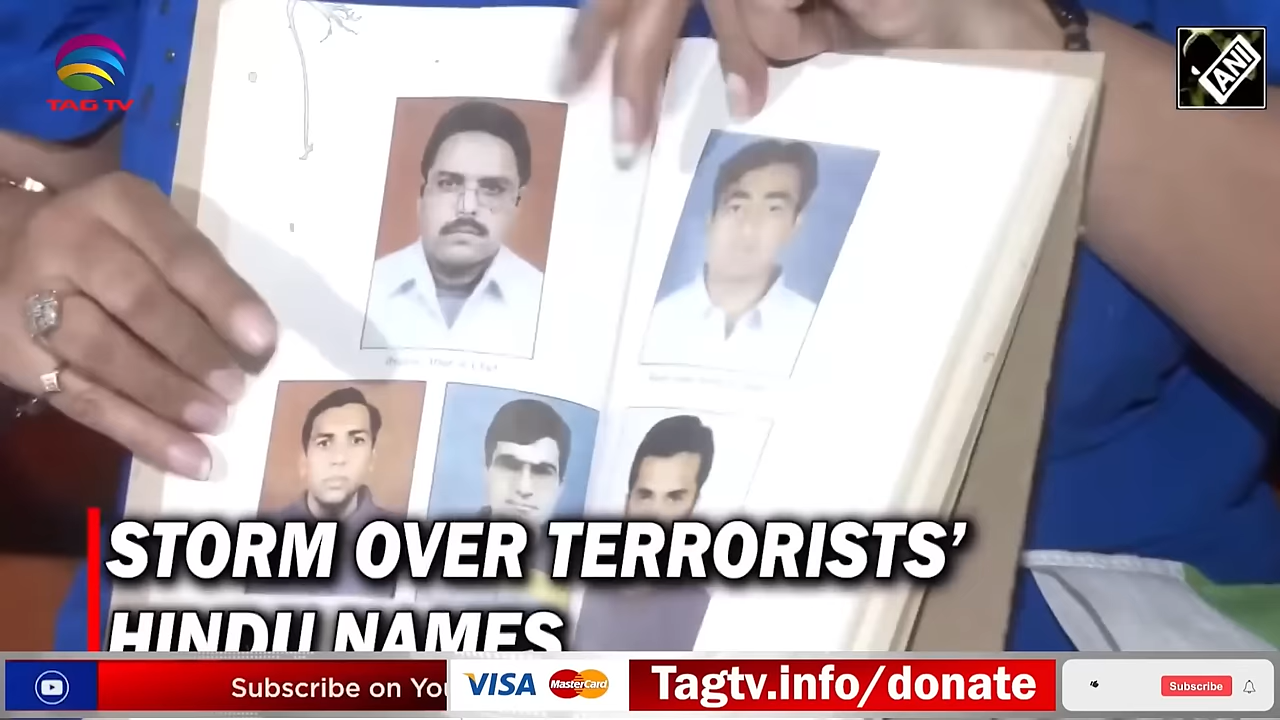 TAG TV
ANI
STORM OVER TERRORISTS'
HINDU NAMES
Subscribe on You
VISA
MasterCard
Tagtv.info/donate
Subscribe